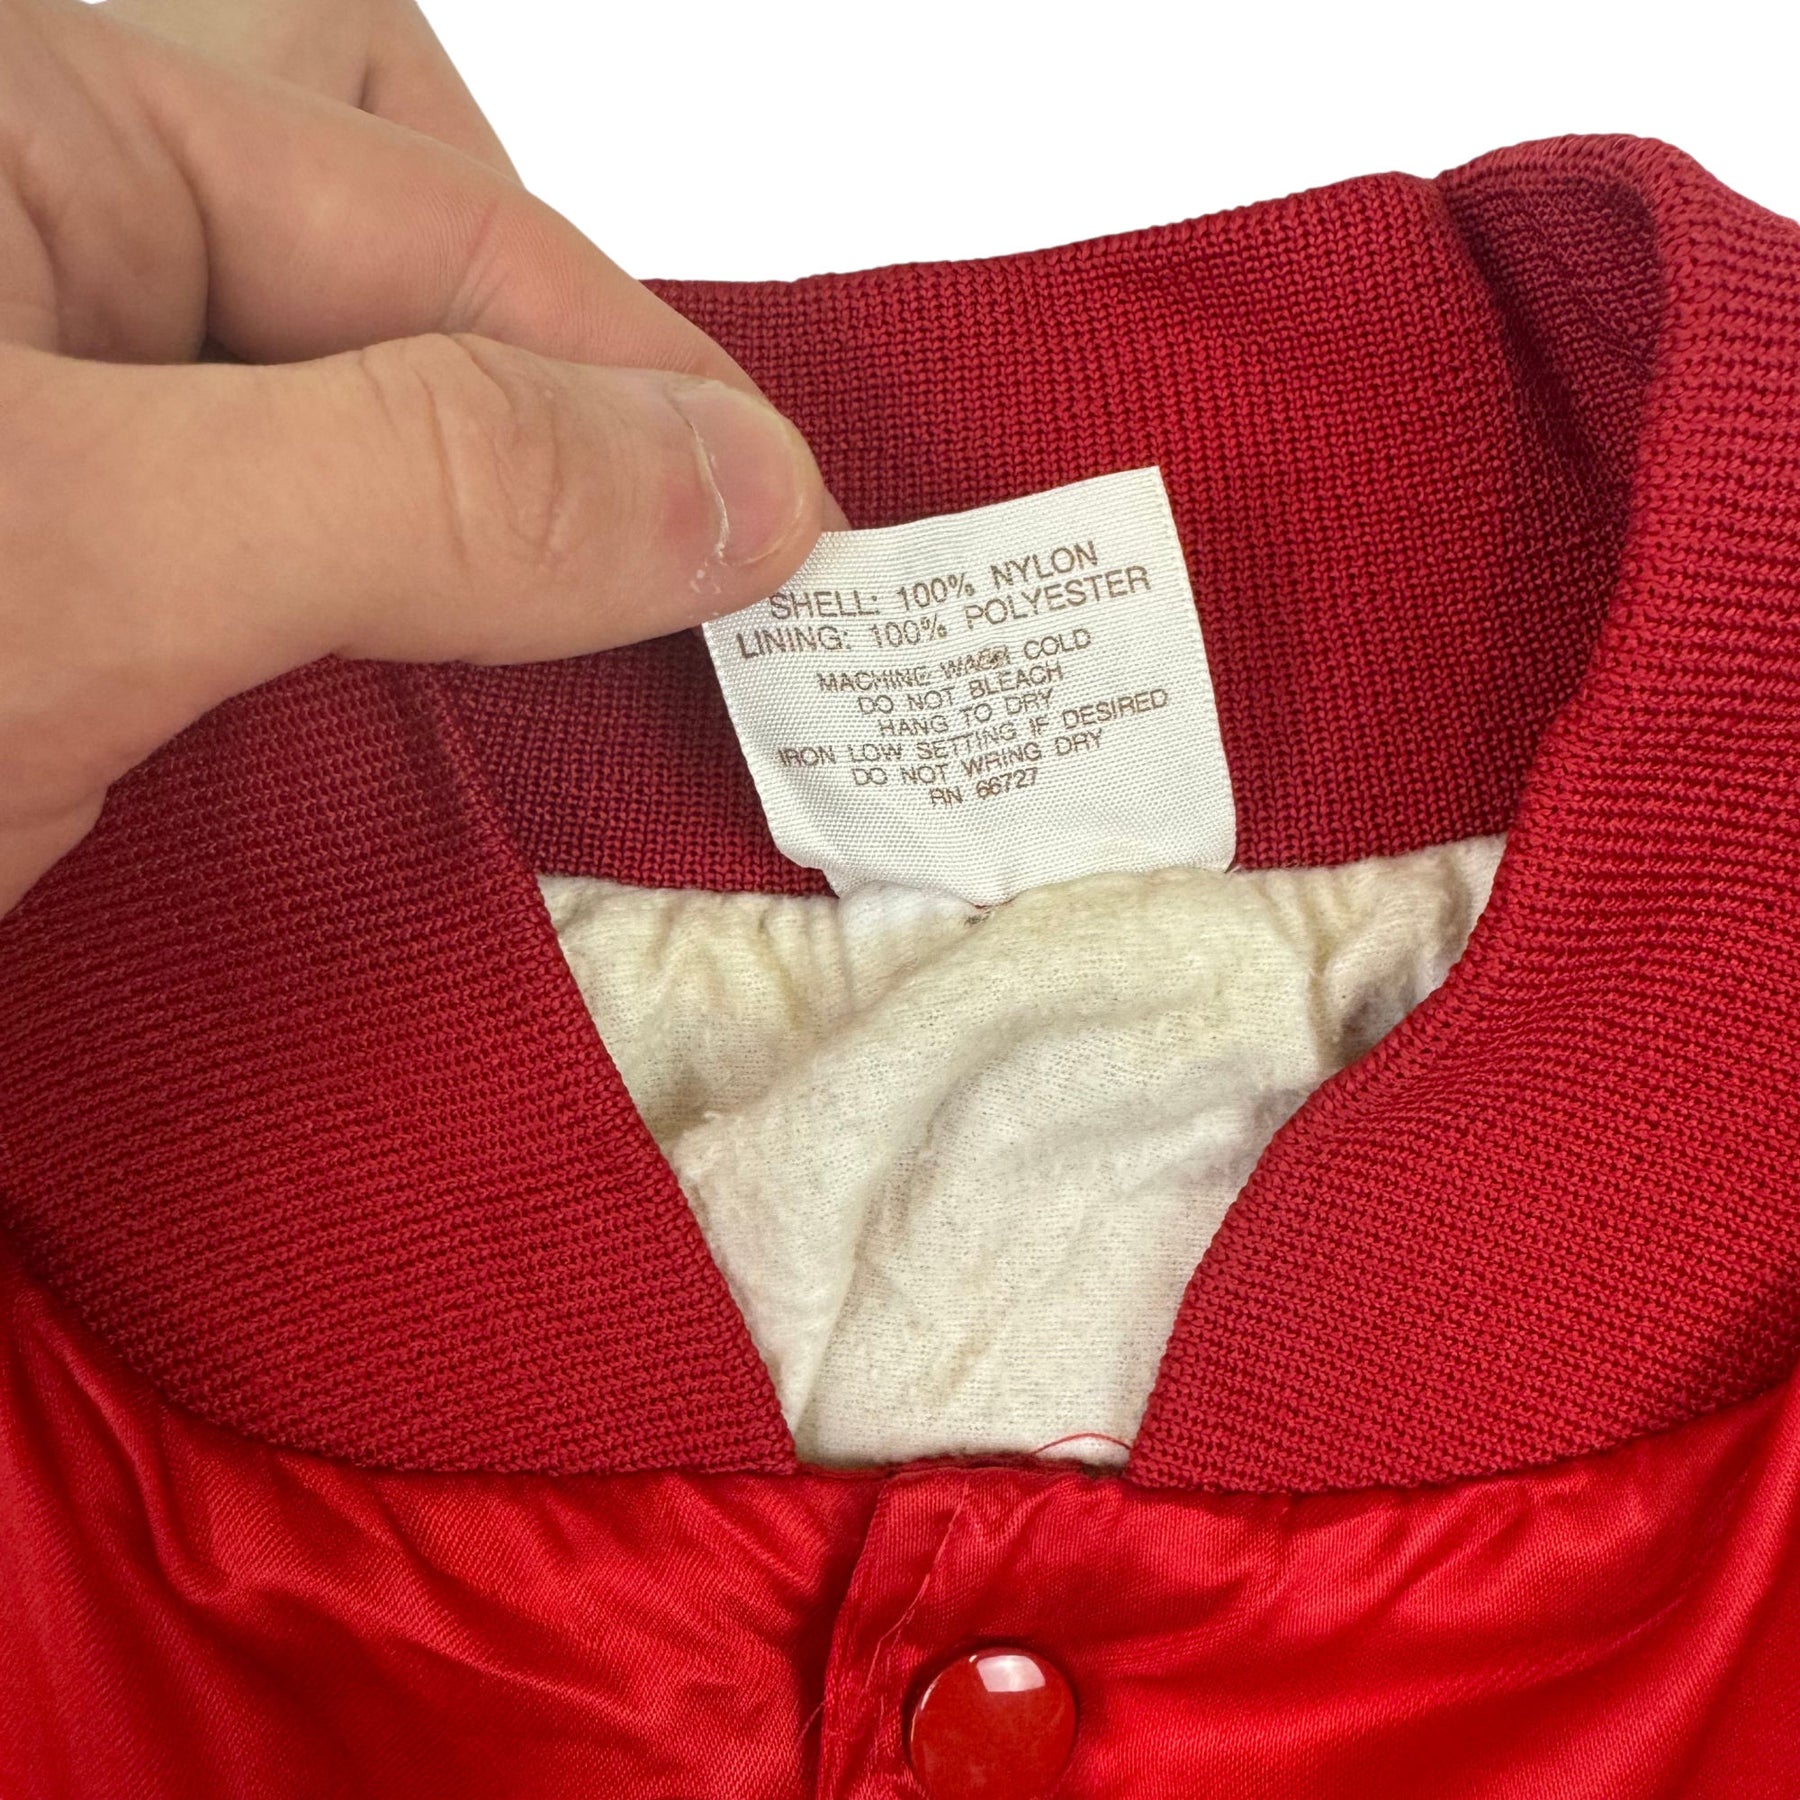 SHELL: 100% NYLON
LINING: 100% POLYESTER
MACHINE WASH COLD
DO NOT BLEACH
HANG TO DRY
IRON LOW SETTING IF DESIRED
DO NOT WRING DRY
RN 66727